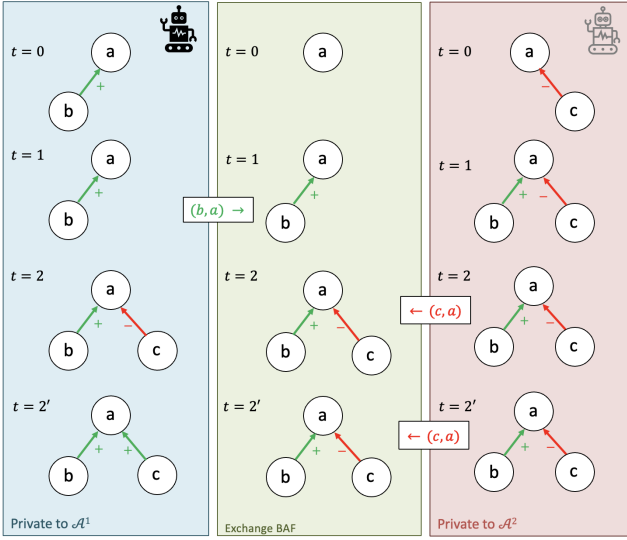 t = 0
a
+
b
t = 0
a
t = 0
a
−
c
t = 1
a
+
b
(b, a) →
t = 1
a
+
b
t = 1
a
+
−
b
c
t = 2
a
+
−
b
c
t = 2
a
+
−
b
c
← (c, a)
t = 2
a
+
−
b
c
t = 2′
a
+
+
b
c
t = 2′
a
+
−
b
c
← (c, a)
t = 2′
a
+
−
b
c
Private to 𝒜¹
Exchange BAF
Private to 𝒜²